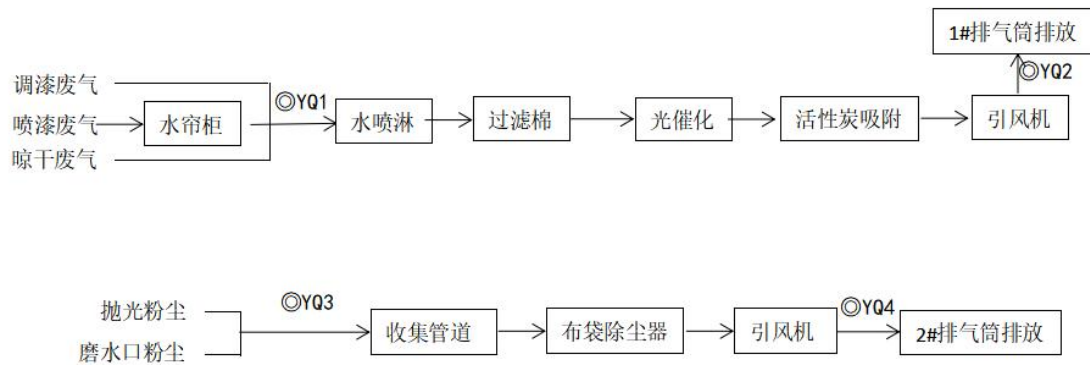 1#排气筒排放
◎YQ2
调漆废气
◎YQ1
喷漆废气
水帘柜
水喷淋
过滤棉
光催化
活性炭吸附
引风机
晾干废气
抛光粉尘
◎YQ3
收集管道
布袋除尘器
引风机
◎YQ4
2#排气筒排放
磨水口粉尘